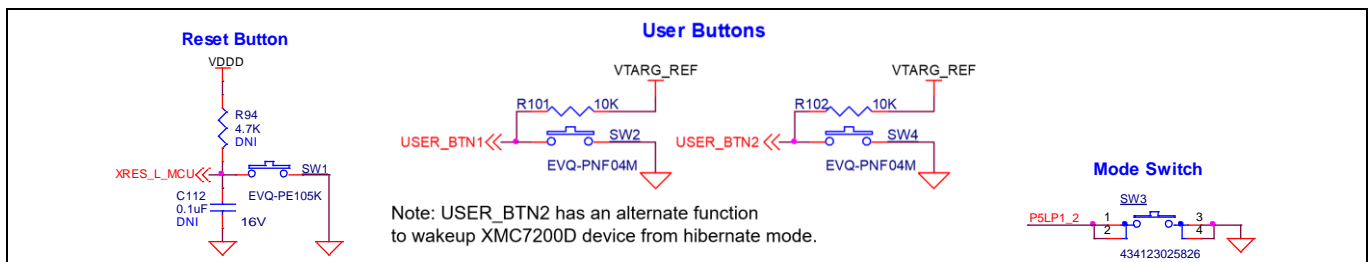 Reset Button
VDDD
R94
4.7K
DNI
XRES_L_MCU
SW1
EVQ-PE105K
C112
0.1uF
DNI
16V
User Buttons
VTARG_REF
R101
10K
USER_BTN1
SW2
EVQ-PNF04M
VTARG_REF
R102
10K
USER_BTN2
SW4
EVQ-PNF04M
Note: USER_BTN2 has an alternate function
to wakeup XMC7200D device from hibernate mode.
Mode Switch
SW3
P5LP1_2
1
2
3
4
434123025826